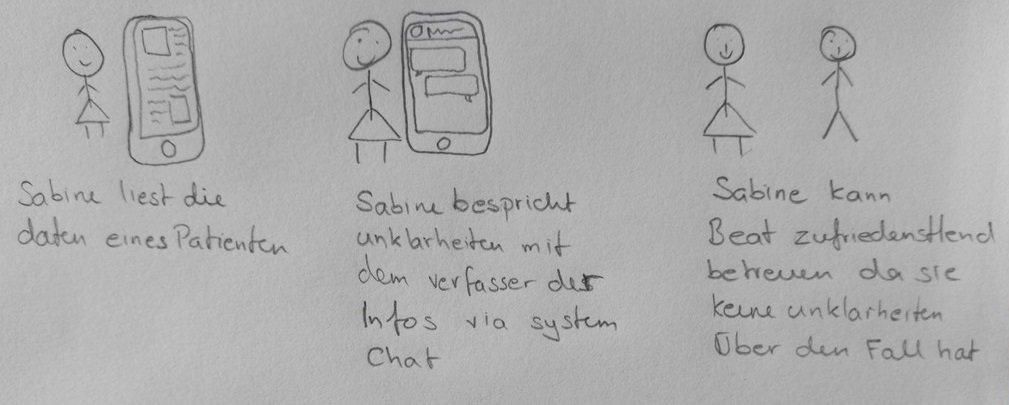 Sabine liest die
daten eines Patienten
Sabine bespricht
unklarheiten mit
dem verfasser der
Infos via system
Chat
Sabine kann
Beat zufriedensttend
betreuen da sie
keine unklarheiten
Über den Fall hat